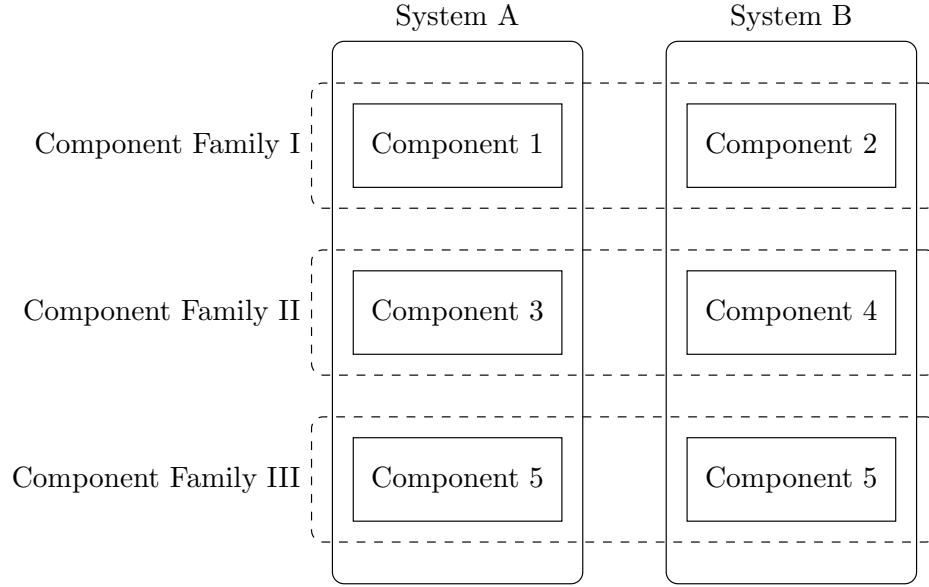 System A
System B
Component Family I
Component 1
Component 2
Component Family II
Component 3
Component 4
Component Family III
Component 5
Component 5